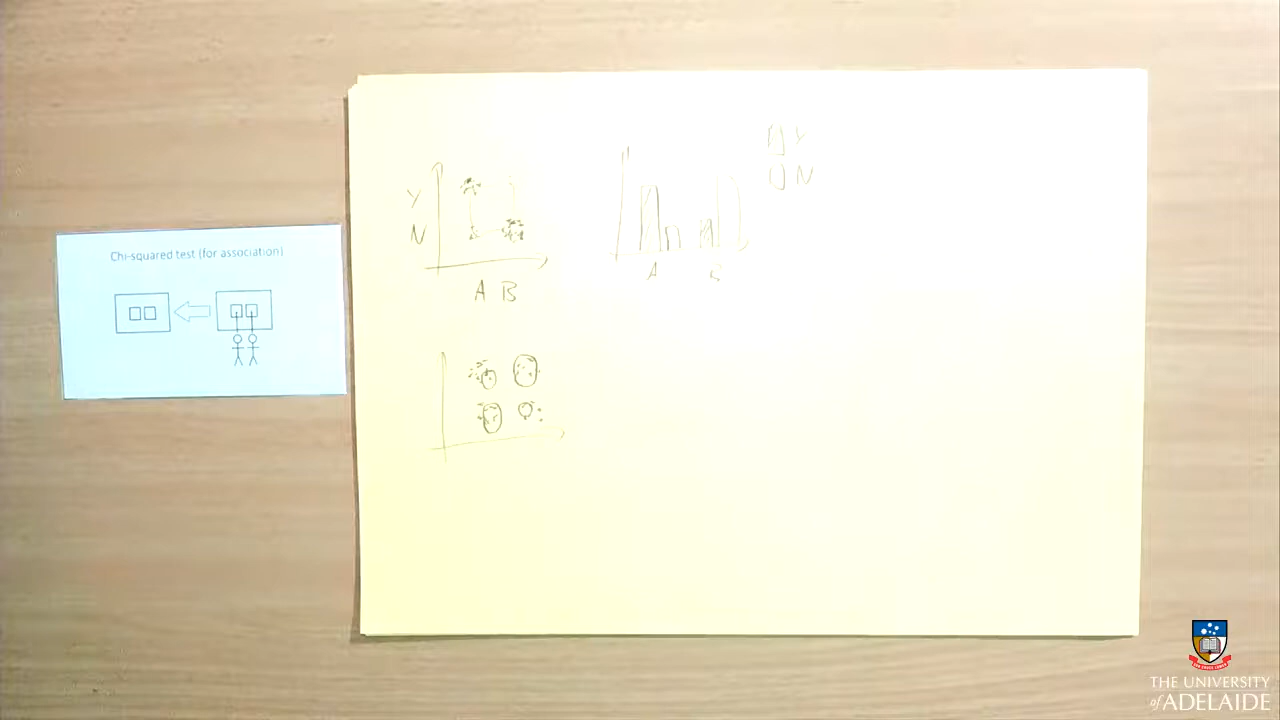 Chi-squared test (for association)
Y
N
A B
Y
N
A
B
THE UNIVERSITY
of ADELAIDE